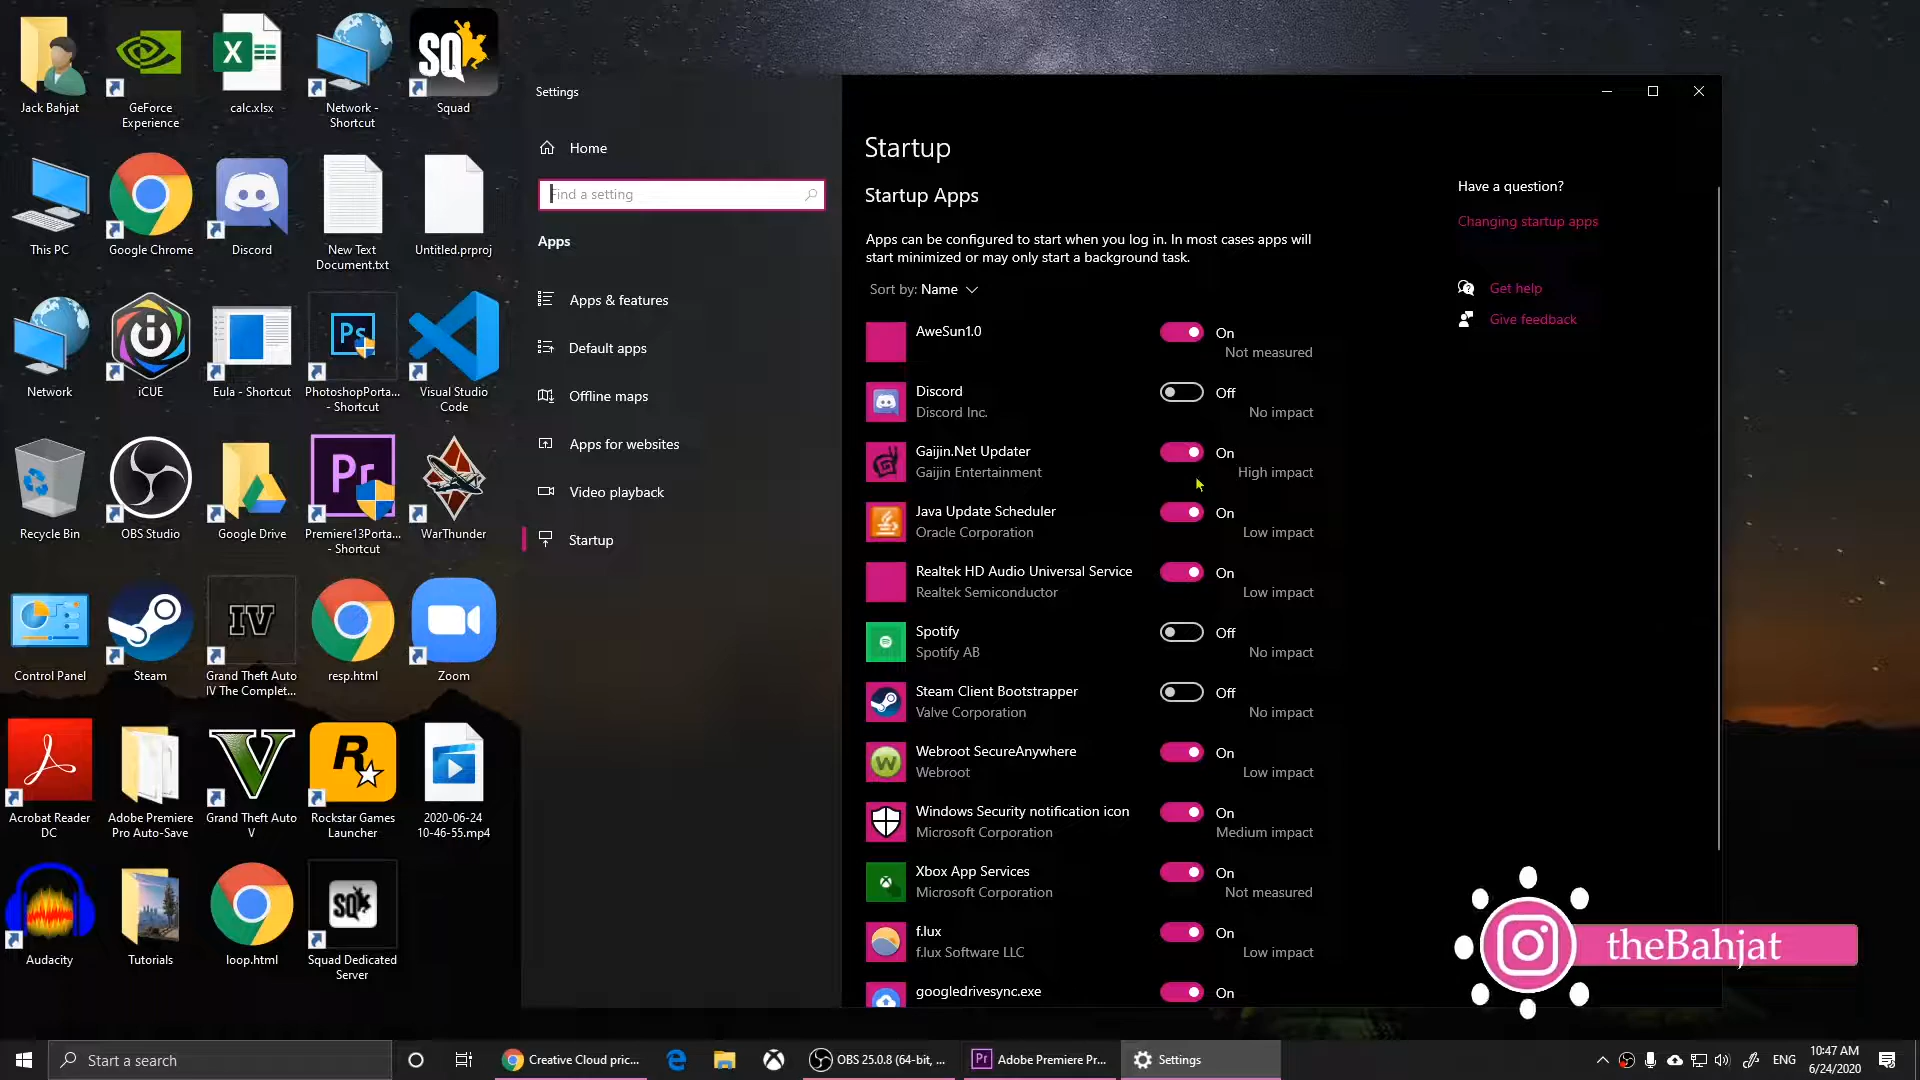 Jack Bahjat
GeForce
Experience
calc.xlsx
Network -
Shortcut
Squad
This PC
Google Chrome
Discord
New Text
Document.txt
Untitled.prproj
Network
iCUE
Eula - Shortcut
PhotoshopPorta...
- Shortcut
Visual Studio
Code
Recycle Bin
OBS Studio
Google Drive
Premiere13Porta...
- Shortcut
WarThunder
Control Panel
Steam
Grand Theft Auto
IV The Complet...
resp.html
Zoom
Acrobat Reader
DC
Adobe Premiere
Pro Auto-Save
Grand Theft Auto
V
Rockstar Games
Launcher
2020-06-24
10-46-55.mp4
Audacity
Tutorials
loop.html
Squad Dedicated
Server
X
SQ
Ps
Pr
IV
V
R
SQ
Settings
Home
Find a setting
Apps
Apps & features
Default apps
Offline maps
Apps for websites
Video playback
Startup
Startup
Startup Apps
Apps can be configured to start when you log in. In most cases apps will
start minimized or may only start a background task.
Sort by: Name
AweSun1.0
On
Not measured
Discord
Off
Discord Inc.
No impact
Gaijin.Net Updater
On
Gaijin Entertainment
High impact
Java Update Scheduler
On
Oracle Corporation
Low impact
Realtek HD Audio Universal Service
On
Realtek Semiconductor
Low impact
Spotify
Off
Spotify AB
No impact
Steam Client Bootstrapper
Off
Valve Corporation
No impact
W
Webroot SecureAnywhere
On
Webroot
Low impact
Windows Security notification icon
On
Microsoft Corporation
Medium impact
Xbox App Services
On
Microsoft Corporation
Not measured
f.lux
On
f.lux Software LLC
Low impact
googledrivesync.exe
On
Have a question?
Changing startup apps
Get help
Give feedback
theBahjat
Start a search
Creative Cloud pric...
OBS 25.0.8 (64-bit, ...
Pr
Adobe Premiere Pr...
Settings
ENG
10:47 AM
6/24/2020